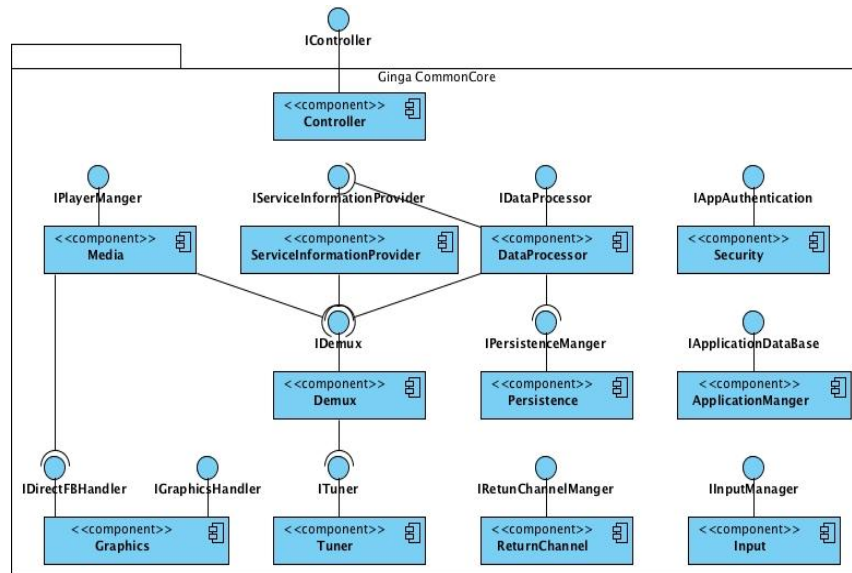 IController
Ginga CommonCore
<<component>>
Controller
IPlayerManger
IServiceInformationProvider
IDataProcessor
IAppAuthentication
<<component>>
Media
<<component>>
ServiceInformationProvider
<<component>>
DataProcessor
<<component>>
Security
IDemux
IPersistenceManger
IApplicationDataBase
<<component>>
Demux
<<component>>
Persistence
<<component>>
ApplicationManger
IDirectFBHandler
IGraphicsHandler
ITuner
IRetunChannelManger
IInputManager
<<component>>
Graphics
<<component>>
Tuner
<<component>>
ReturnChannel
<<component>>
Input